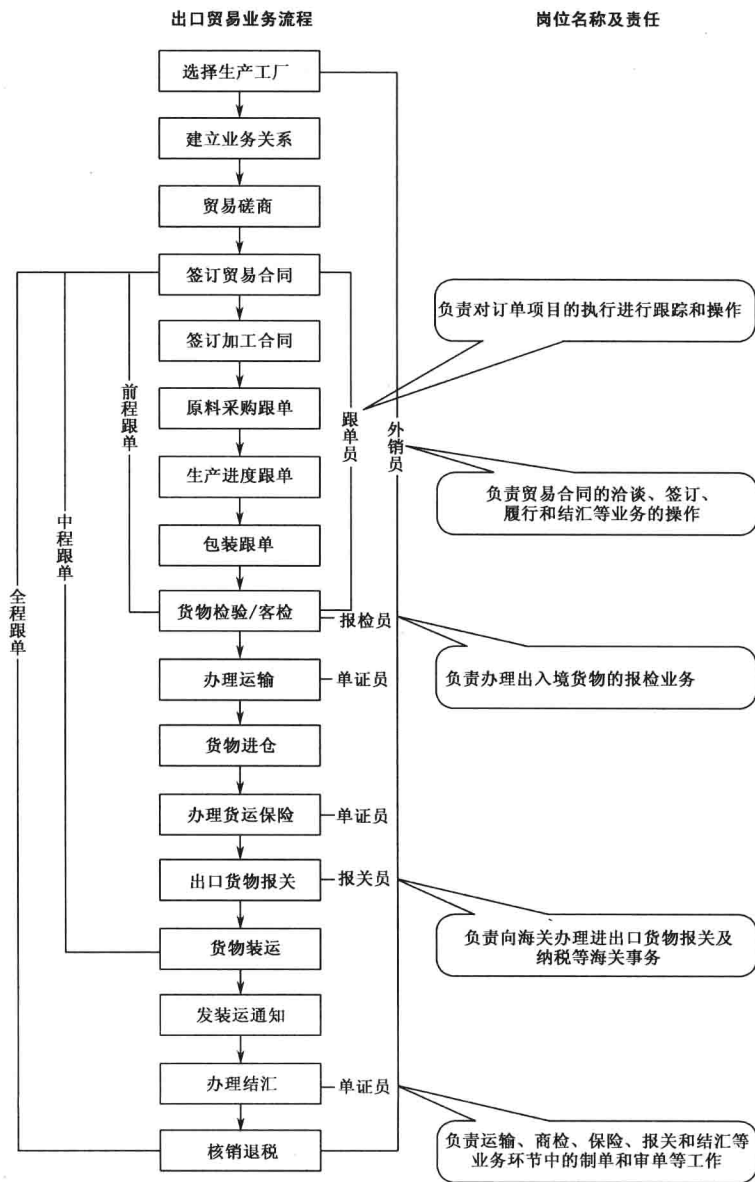 出口贸易业务流程
岗位名称及责任
选择生产工厂
建立业务关系
贸易磋商
签订贸易合同
负责对订单项目的执行进行跟踪和操作
签订加工合同
前程跟单
原料采购跟单
跟单员
外销员
生产进度跟单
负责贸易合同的洽谈、签订、
履行和结汇等业务的操作
中程跟单
包装跟单
全程跟单
货物检验/客检
报检员
办理运输
单证员
负责办理出入境货物的报检业务
货物进仓
办理货运保险
单证员
出口货物报关
报关员
货物装运
负责向海关办理进出口货物报关及
纳税等海关事务
发装运通知
办理结汇
单证员
核销退税
负责运输、商检、保险、报关和结汇等
业务环节中的制单和审单等工作